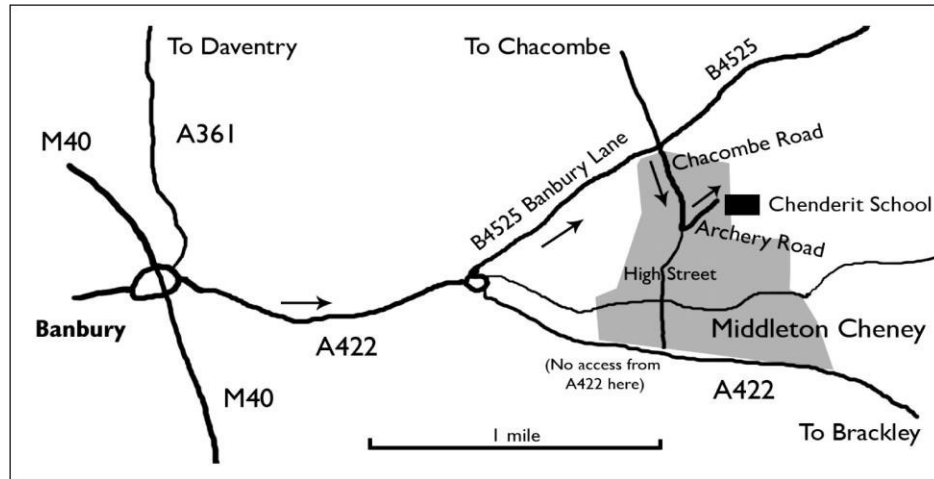 To Daventry
To Chacombe
B4525
M40
A361
Chacombe Road
B4525 Banbury Lane
Chenderit School
Archery Road
High Street
Banbury
A422
Middleton Cheney
(No access from
A422 here)
A422
M40
To Brackley
1 mile